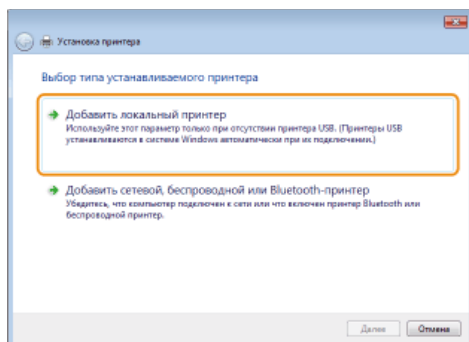 Установка принтера
Выбор типа устанавливаемого принтера
Добавить локальный принтер
Используйте этот параметр только при отсутствии принтера USB. (Принтеры USB
устанавливаются в системе Windows автоматически при их подключении.)
Добавить сетевой, беспроводной или Bluetooth-принтер
Убедитесь, что компьютер подключен к сети или что включен принтер Bluetooth или
беспроводной принтер.
Далее Отмена